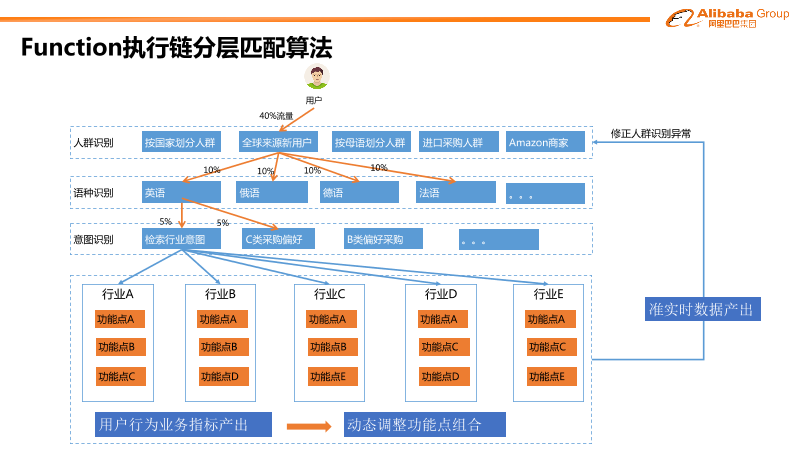 Alibaba Group
阿里巴巴集团
Function执行链分层匹配算法
用户
40%流量
修正人群识别异常
人群识别 按国家划分人群 全球来源新用户 按母语划分人群 进口采购人群 Amazon商家
10% 10% 10% 10%
语种识别 英语 俄语 德语 法语 。。。
5% 5%
意图识别 检索行业意图 C类采购偏好 B类偏好采购 。。。
行业A 行业B 行业C 行业D 行业E
准实时数据产出
功能点A 功能点A 功能点A 功能点A 功能点A
功能点B 功能点B 功能点B 功能点C 功能点C
功能点C 功能点D 功能点E 功能点D 功能点E
用户行为业务指标产出 动态调整功能点组合